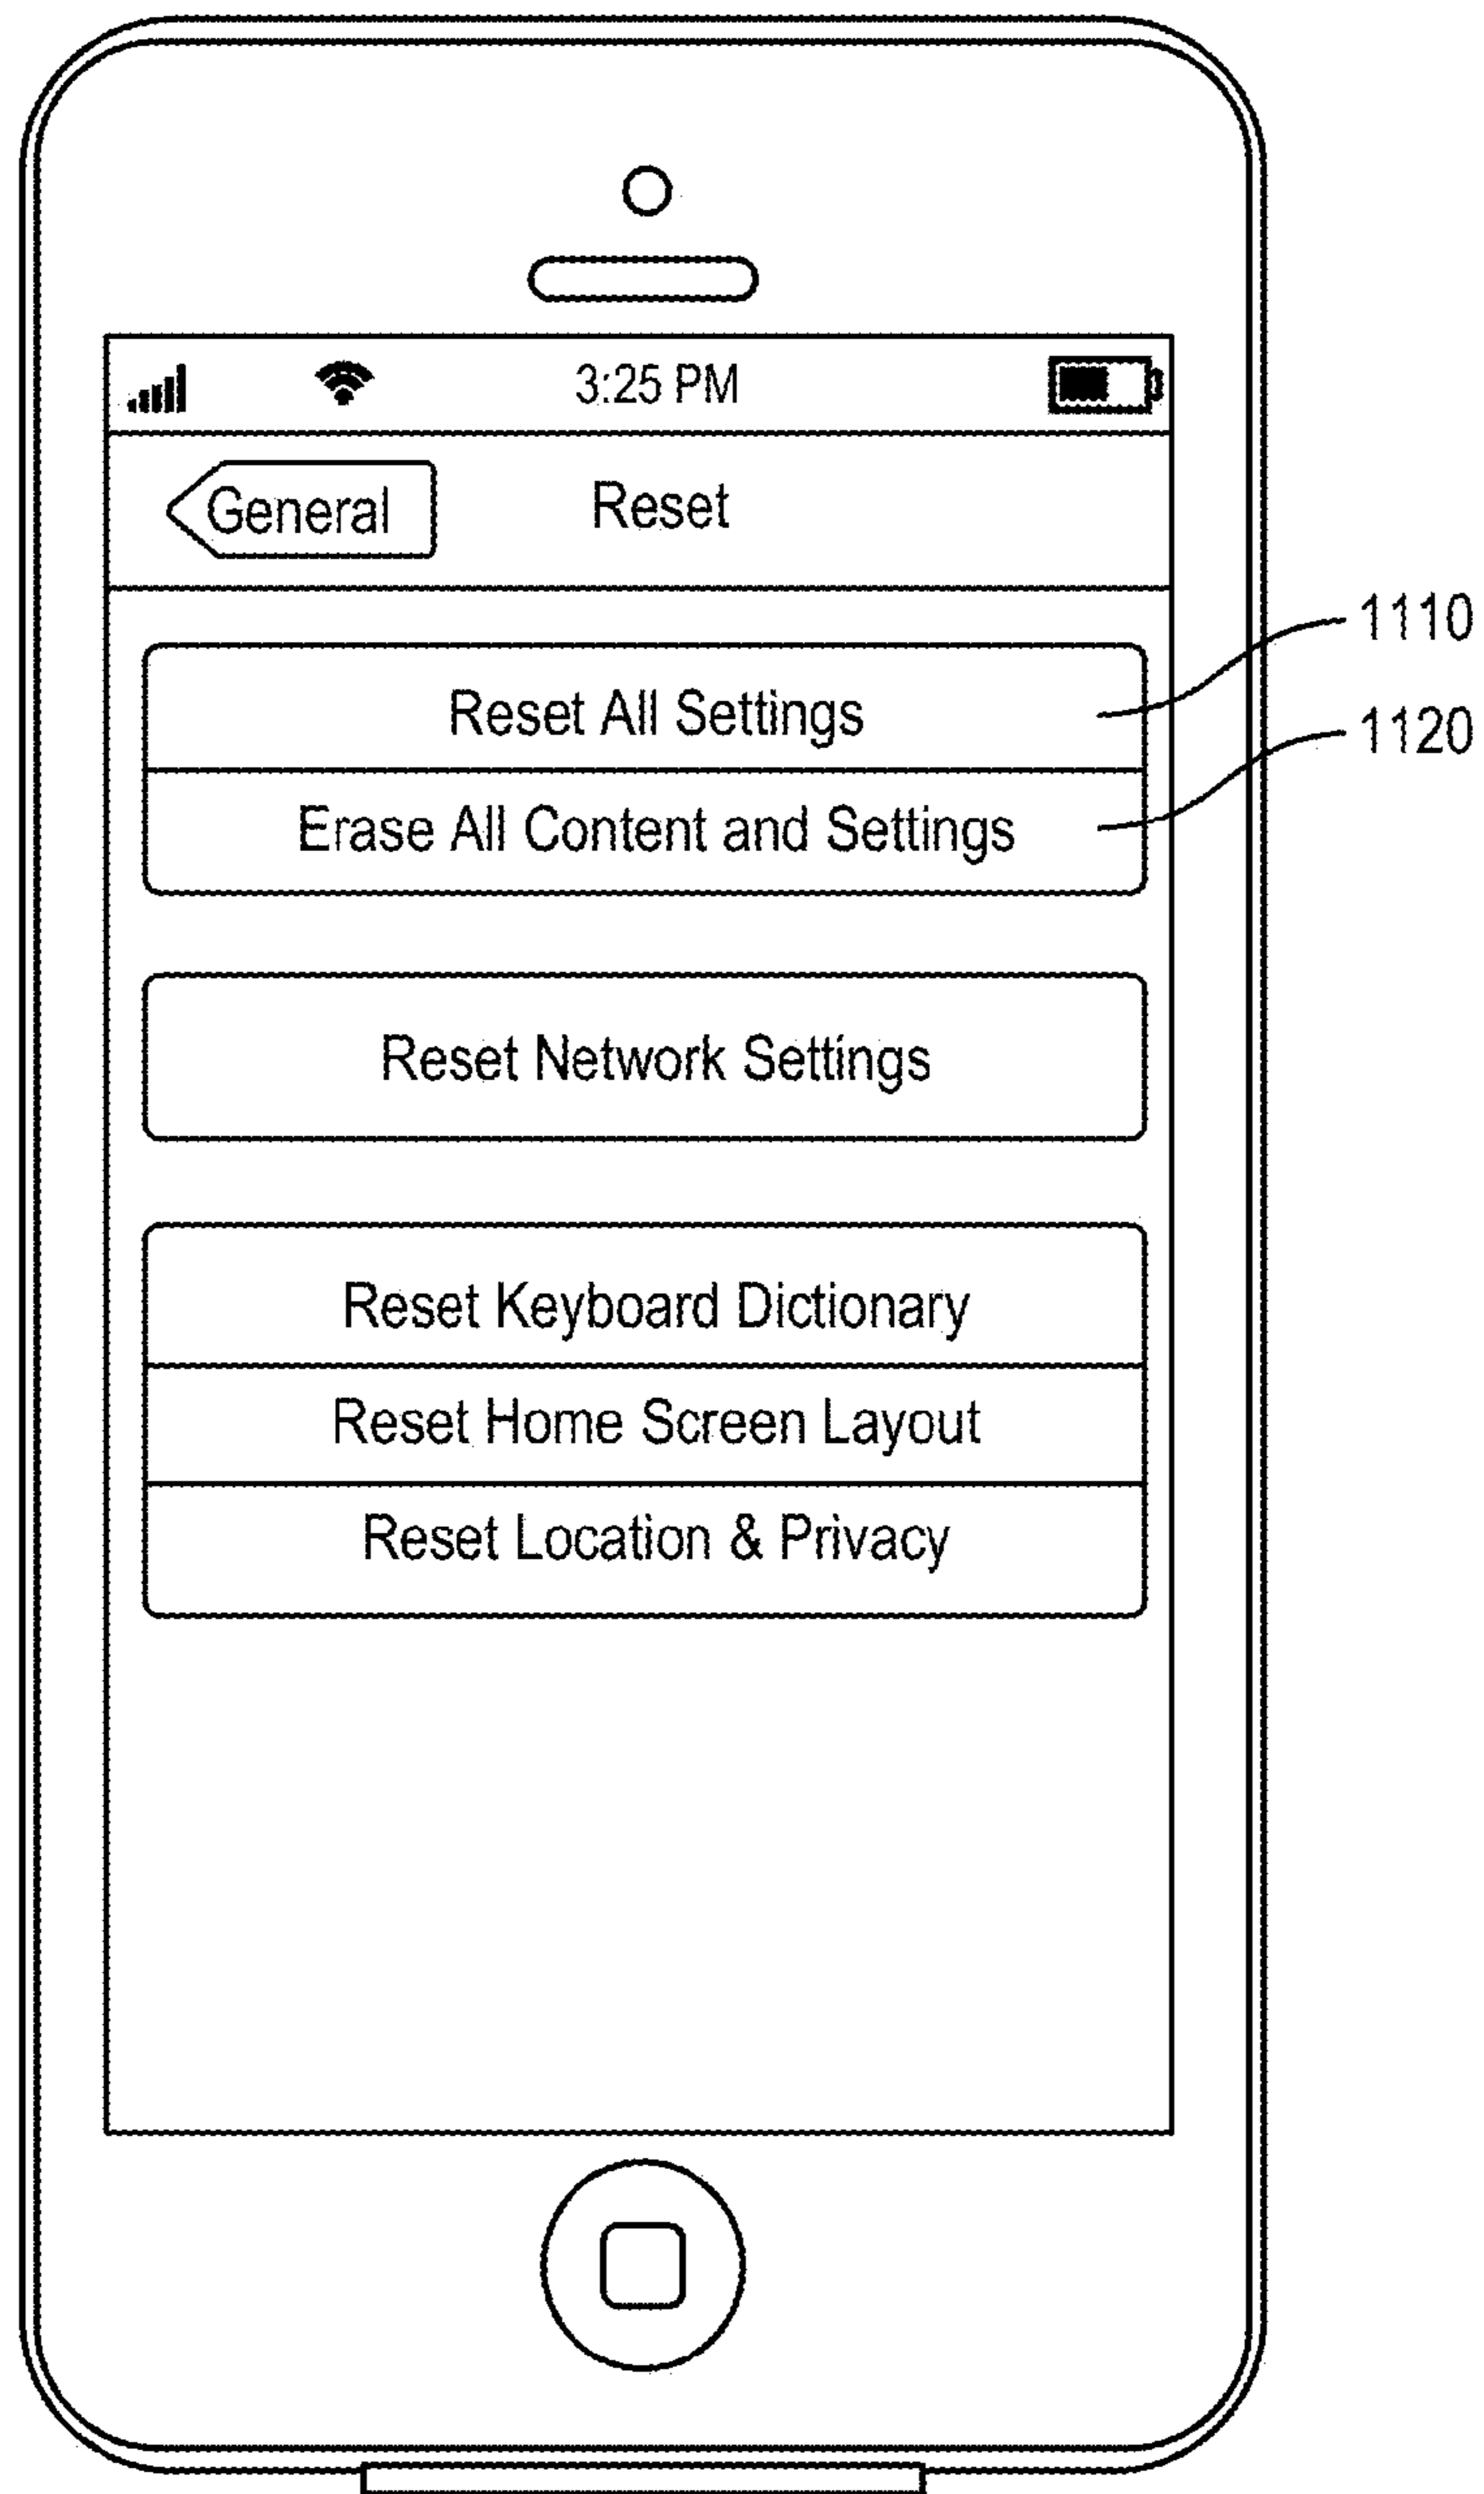 3:25 PM
General
Reset
1110
Reset All Settings
1120
Erase All Content and Settings
Reset Network Settings
Reset Keyboard Dictionary
Reset Home Screen Layout
Reset Location & Privacy